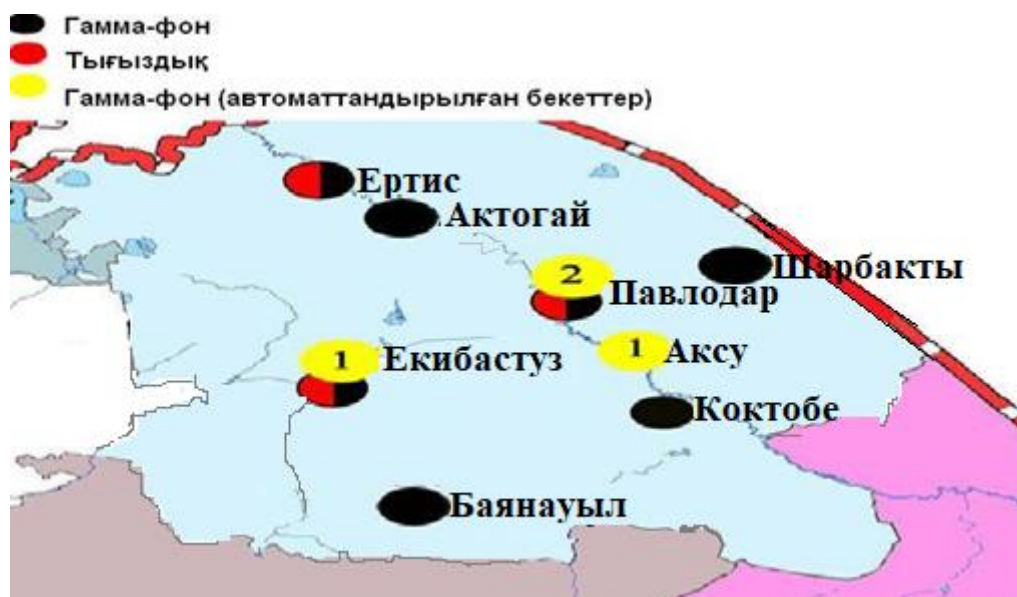 Гамма-фон
Тығыздық
Гамма-фон (автоматтандырылған бекеттер)
Ертис
Актогай
Шарбакты
2
Павлодар
1
Екибастуз
1
Аксу
Коктобе
Баянауыл